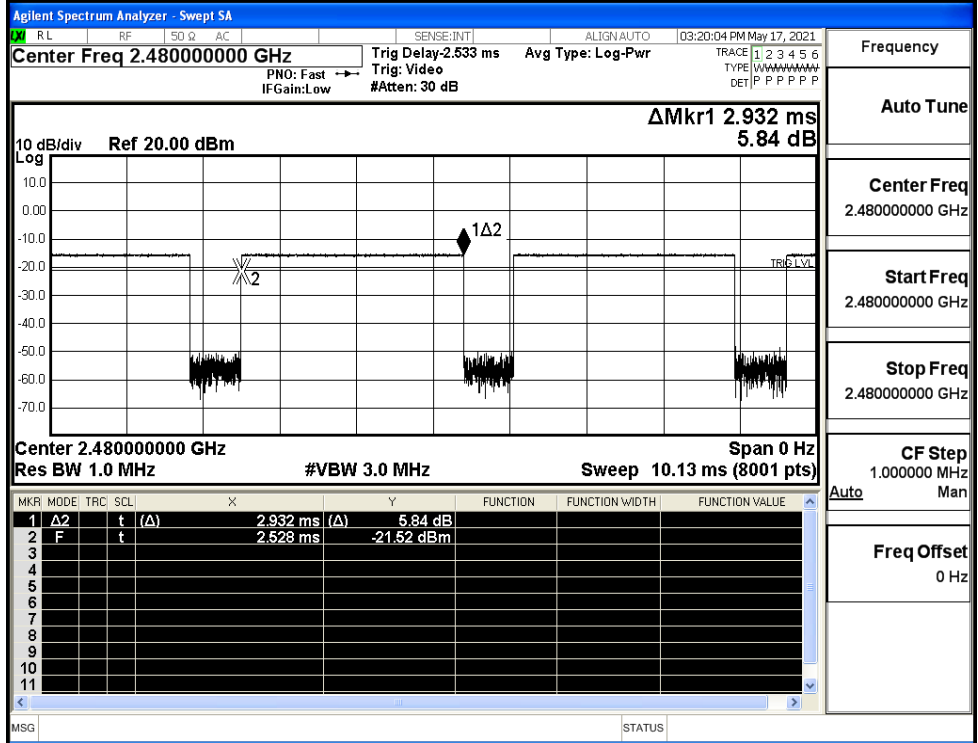 Agilent Spectrum Analyzer - Swept SA
LXI RL RF 50 Ω AC SENSE:INT ALIGNAUTO 03:20:04 PM May 17, 2021
Center Freq 2.480000000 GHz
PNO: Fast
IFGain:Low
Trig Delay-2.533 ms
Trig: Video
#Atten: 30 dB
Avg Type: Log-Pwr
TRACE 1 2 3 4 5 6
TYPE WWWWWW
DET P P P P P P
ΔMkr1 2.932 ms
5.84 dB
10 dB/div Ref 20.00 dBm
Log
10.0
0.00
-10.0
-20.0
-30.0
-40.0
-50.0
-60.0
-70.0
1Δ2
2
TRIG LVL
Center 2.480000000 GHz Span 0 Hz
Res BW 1.0 MHz #VBW 3.0 MHz Sweep 10.13 ms (8001 pts)
MKR MODE TRC SCL X Y FUNCTION FUNCTION WIDTH FUNCTION VALUE
1 Δ2 t (Δ) 2.932 ms (Δ) 5.84 dB
2 F t 2.528 ms -21.52 dBm
3
4
5
6
7
8
9
10
11
MSG STATUS
Frequency
Auto Tune
Center Freq
2.480000000 GHz
Start Freq
2.480000000 GHz
Stop Freq
2.480000000 GHz
CF Step
1.000000 MHz
Auto Man
Freq Offset
0 Hz